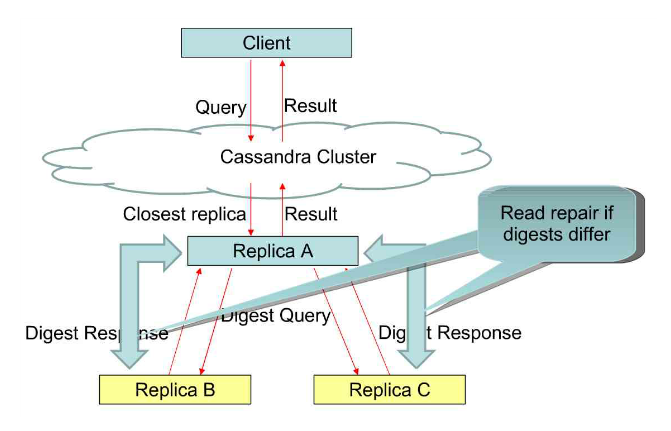 Client
Query
Result
Cassandra Cluster
Closest replica
Result
Read repair if
digests differ
Replica A
Digest Query
Digest Response
Digest Response
Replica B
Replica C